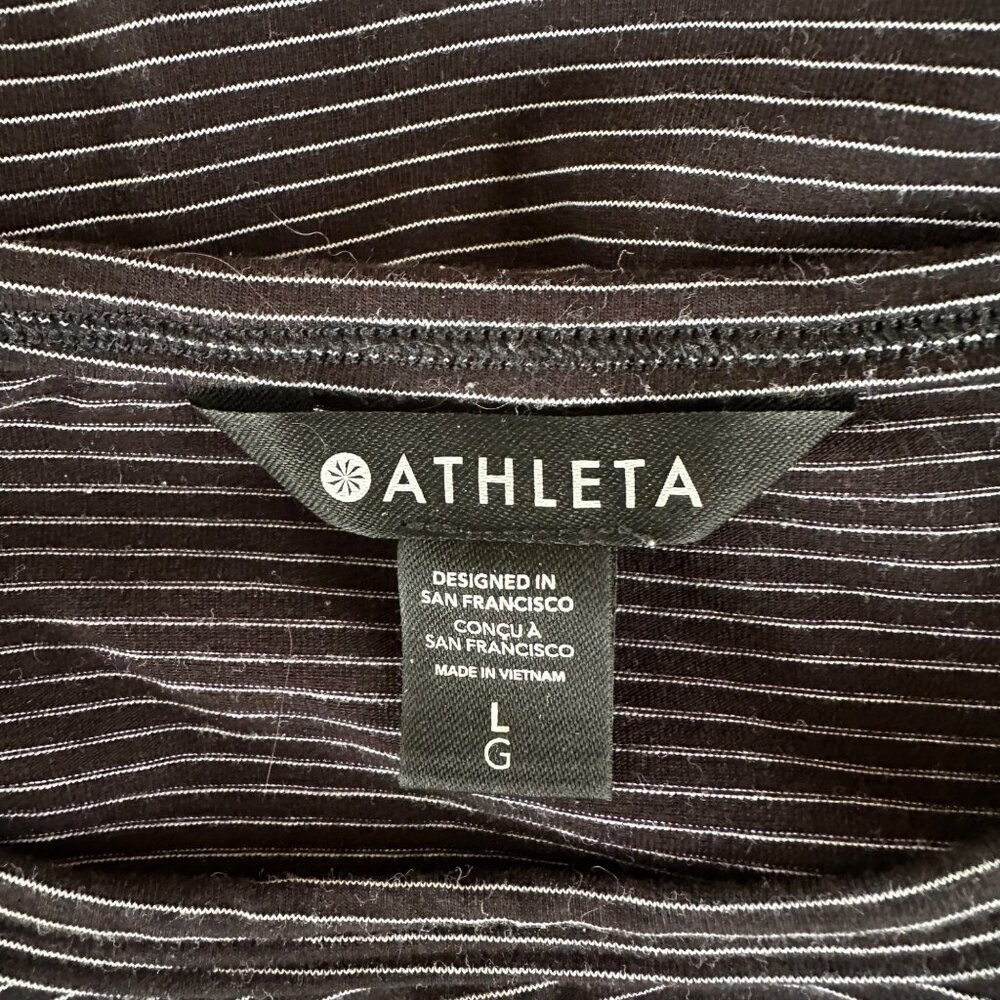 ATHLETA
DESIGNED IN
SAN FRANCISCO
CONÇU À
SAN FRANCISCO
MADE IN VIETNAM
L
G